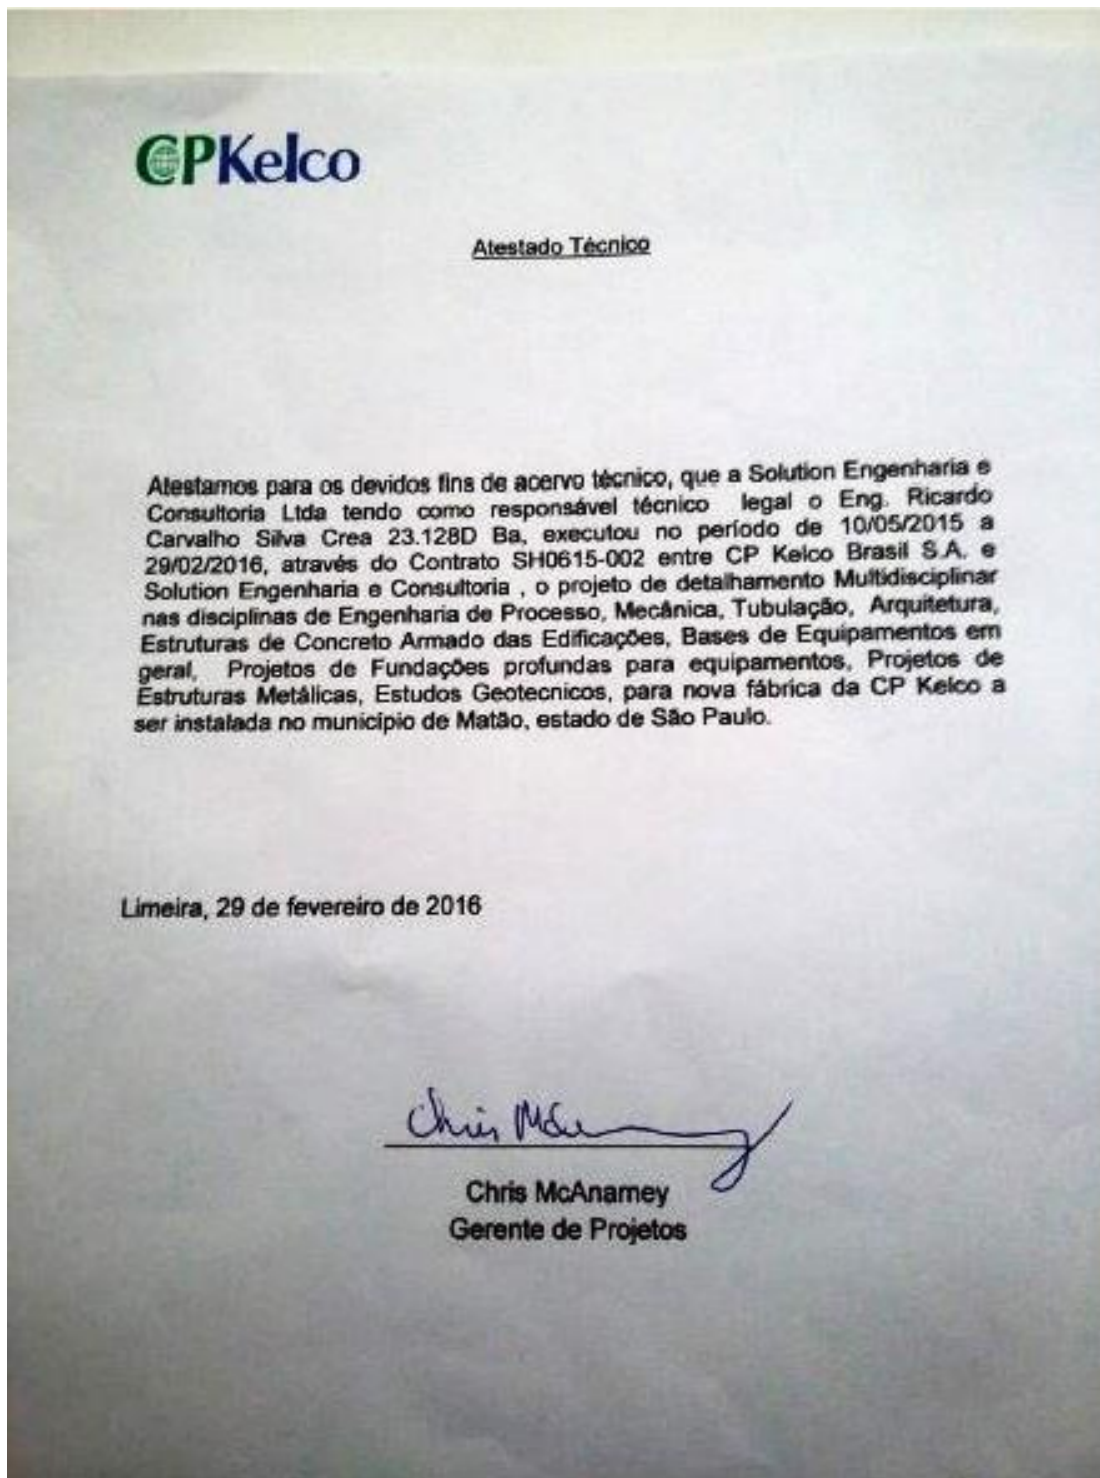 CPKelco
Atestado Técnico
Atestamos para os devidos fins de acervo técnico, que a Solution Engenharia e
Consultoria Ltda tendo como responsável técnico legal o Eng. Ricardo
Carvalho Silva Crea 23.128D Ba, executou no período de 10/05/2015 a
29/02/2016, através do Contrato SH0615-002 entre CP Kelco Brasil S.A. e
Solution Engenharia e Consultoria , o projeto de detalhamento Multidisciplinar
nas disciplinas de Engenharia de Processo, Mecânica, Tubulação, Arquitetura,
Estruturas de Concreto Armado das Edificações, Bases de Equipamentos em
geral, Projetos de Fundações profundas para equipamentos, Projetos de
Estruturas Metálicas, Estudos Geotecnicos, para nova fábrica da CP Kelco a
ser instalada no município de Matão, estado de São Paulo.
Limeira, 29 de fevereiro de 2016
Chris
Chris McAnarney
Gerente de Projetos